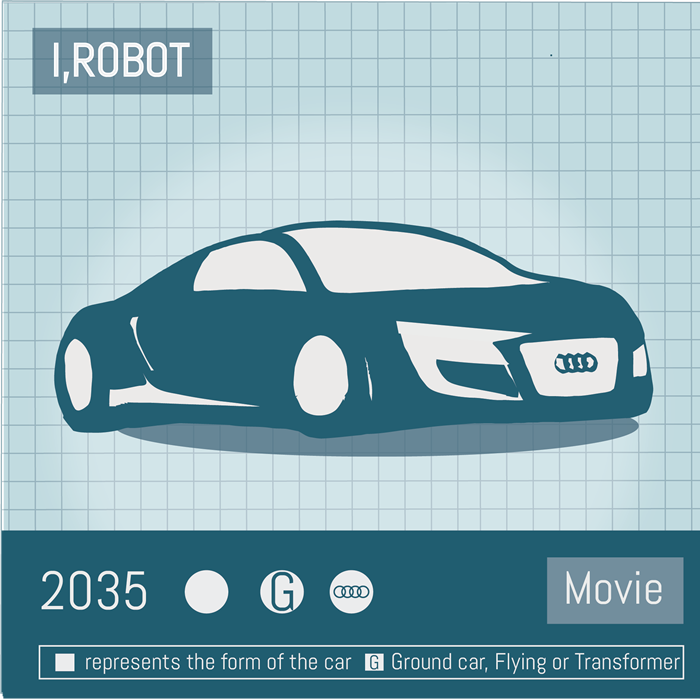 I,ROBOT
2035
G
Movie
represents the form of the car G Ground car, Flying or Transformer